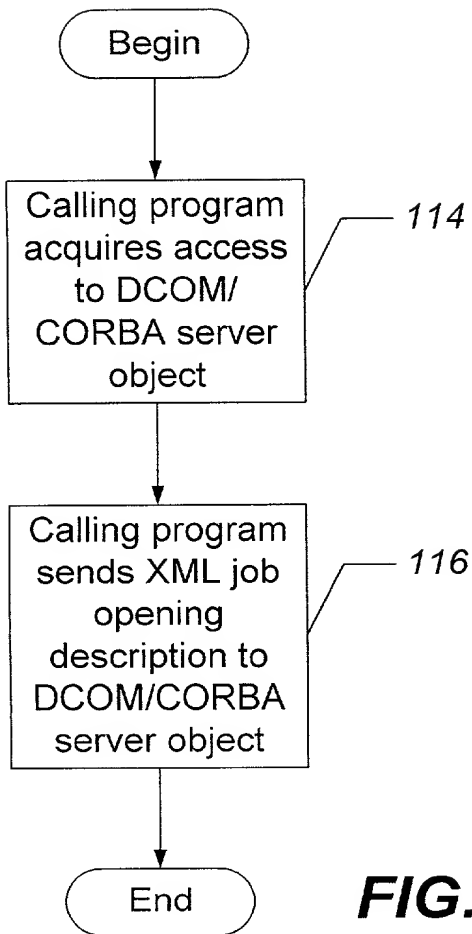 Begin
Calling program
acquires access
to DCOM/
CORBA server
object
114
Calling program
sends XML job
opening
description to
DCOM/CORBA
server object
116
End
FIG.